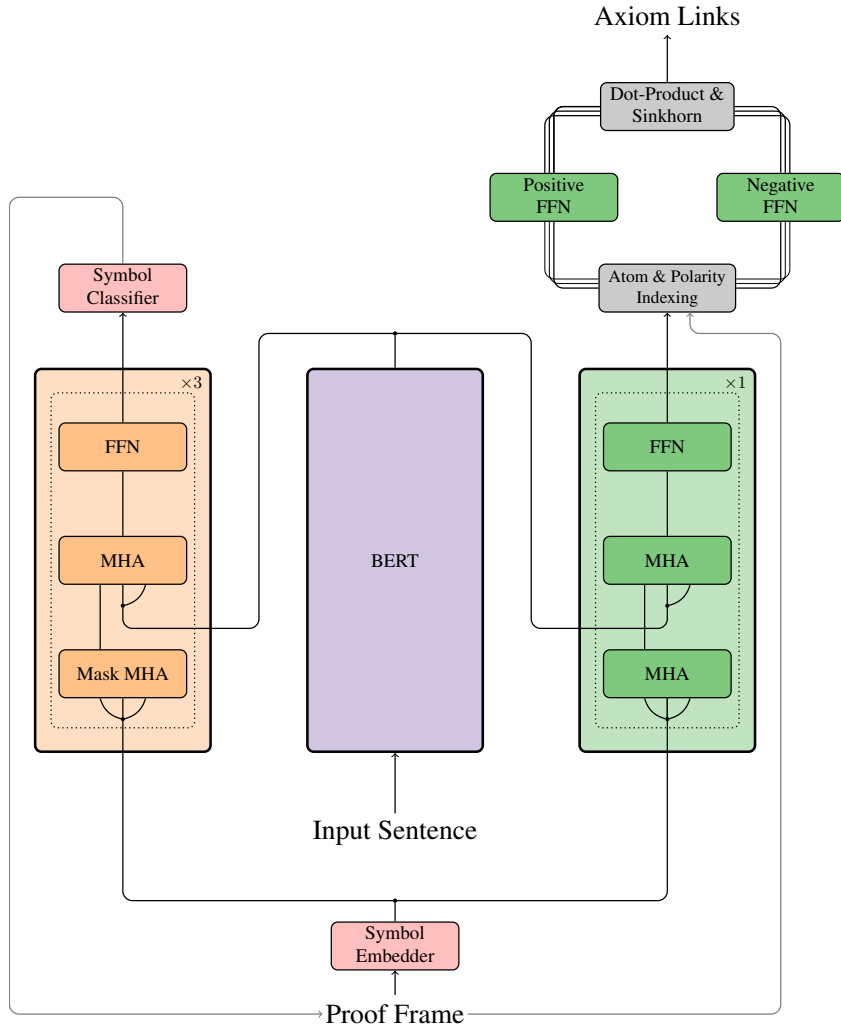 Axiom Links
Dot-Product &
Sinkhorn
Positive
FFN
Negative
FFN
Symbol
Classifier
Atom & Polarity
Indexing
×3
×1
FFN
FFN
MHA
BERT
MHA
Mask MHA
MHA
Input Sentence
Symbol
Embedder
Proof Frame